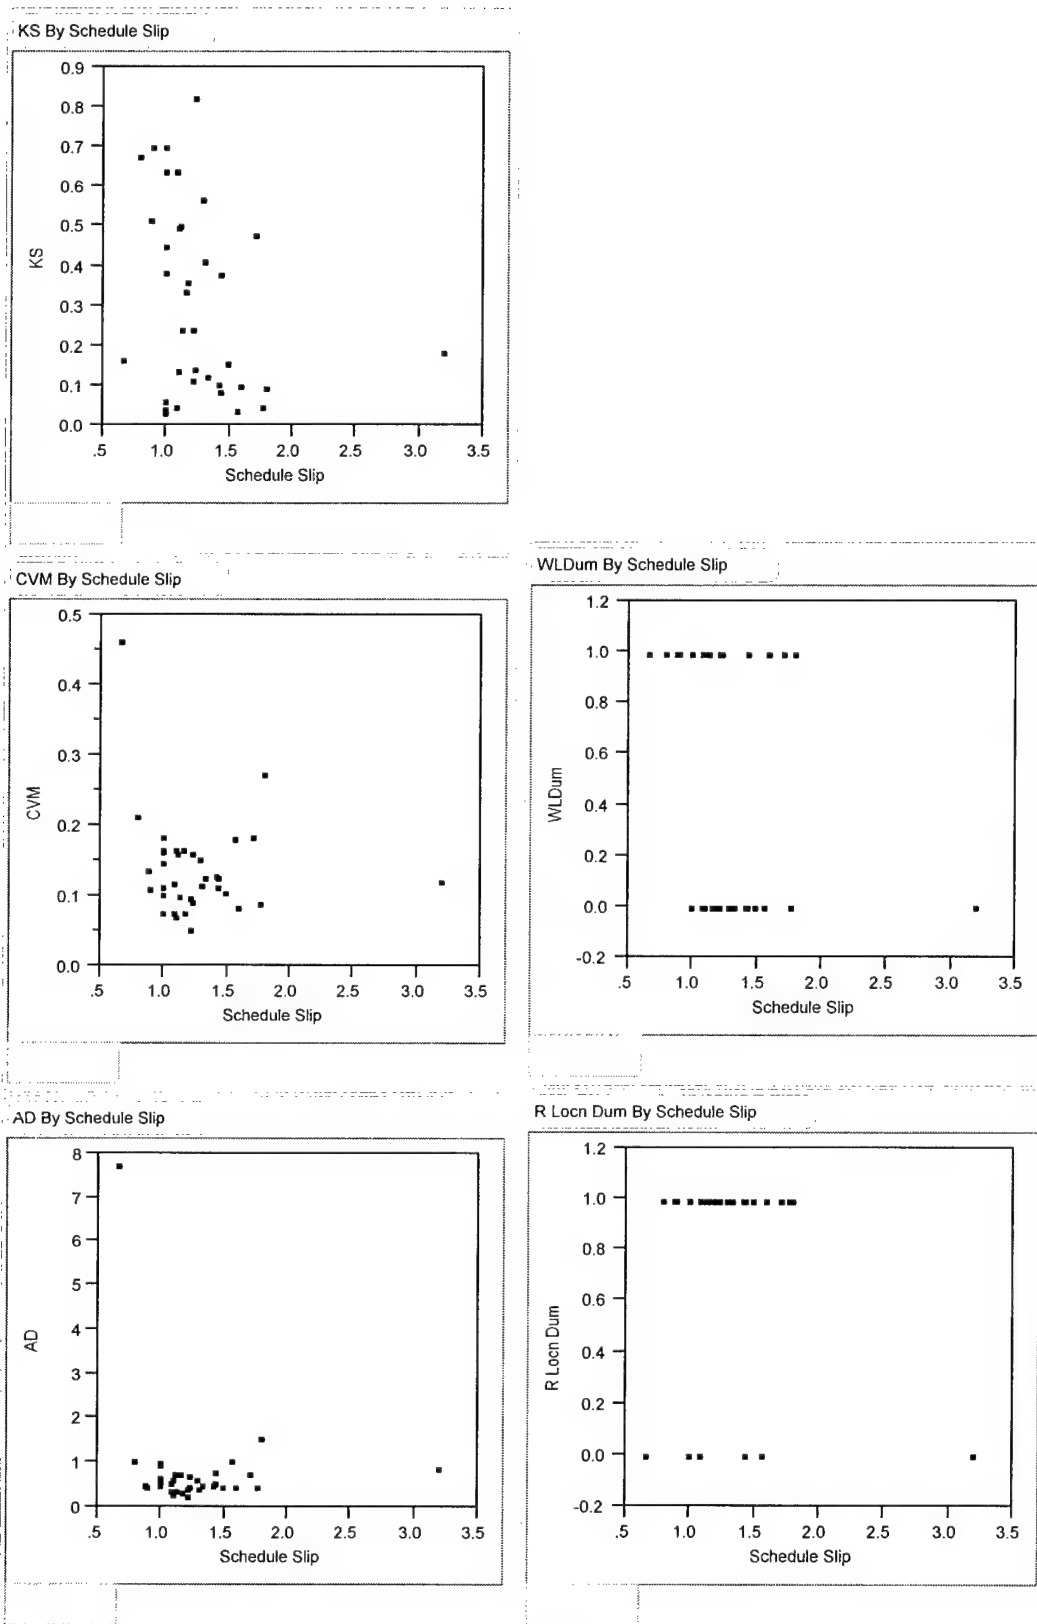 KS By Schedule Slip
0.9
0.8
0.7
0.6
0.5
0.4
0.3
0.2
0.1
0.0
KS
.5 1.0 1.5 2.0 2.5 3.0 3.5
Schedule Slip
CVM By Schedule Slip
0.5
0.4
0.3
0.2
0.1
0.0
CVM
.5 1.0 1.5 2.0 2.5 3.0 3.5
Schedule Slip
WLDum By Schedule Slip
1.2
1.0
0.8
0.6
0.4
0.2
0.0
-0.2
WLDum
.5 1.0 1.5 2.0 2.5 3.0 3.5
Schedule Slip
AD By Schedule Slip
8
7
6
5
4
3
2
1
0
AD
.5 1.0 1.5 2.0 2.5 3.0 3.5
Schedule Slip
R Locn Dum By Schedule Slip
1.2
1.0
0.8
0.6
0.4
0.2
0.0
-0.2
R Locn Dum
.5 1.0 1.5 2.0 2.5 3.0 3.5
Schedule Slip